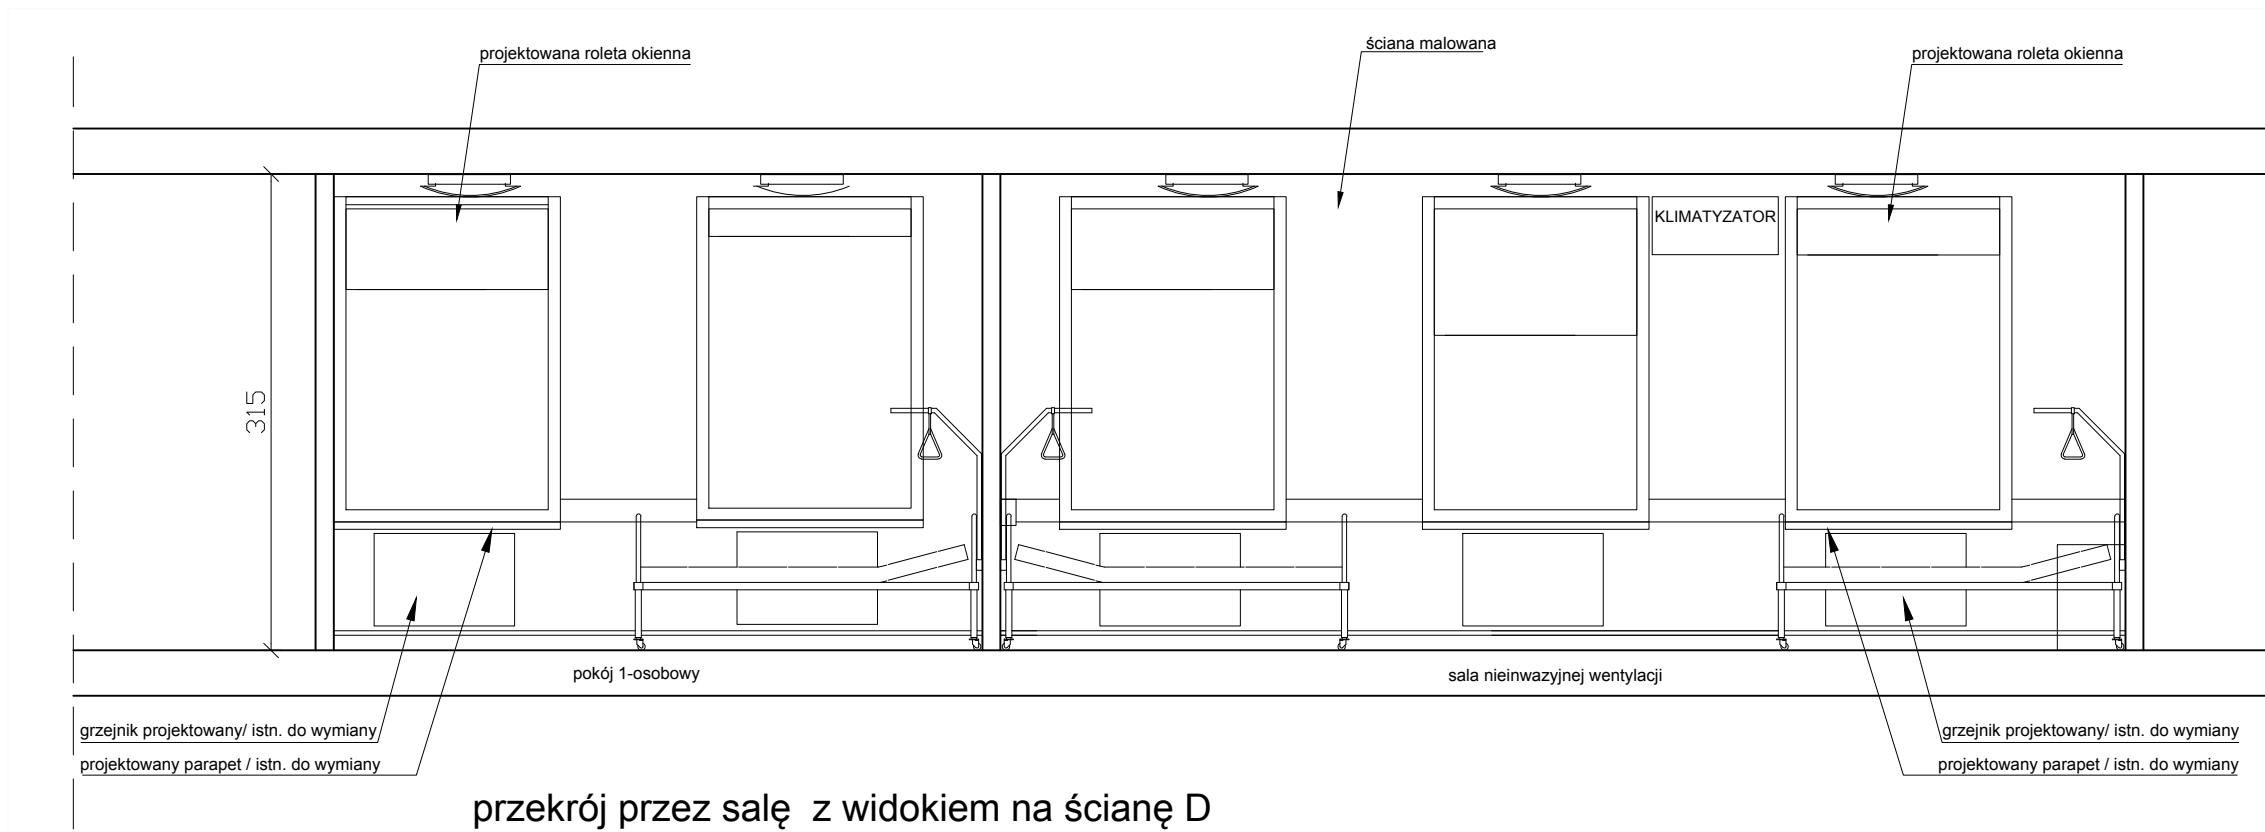 projektowana roleta okienna
ściana malowana
projektowana roleta okienna
KLIMATYZATOR
315
pokój 1-osobowy
sala nieinwazyjnej wentylacji
grzejnik projektowany/ istn. do wymiany
projektowany parapet / istn. do wymiany
grzejnik projektowany/ istn. do wymiany
projektowany parapet / istn. do wymiany
przekrój przez salę z widokiem na ścianę D